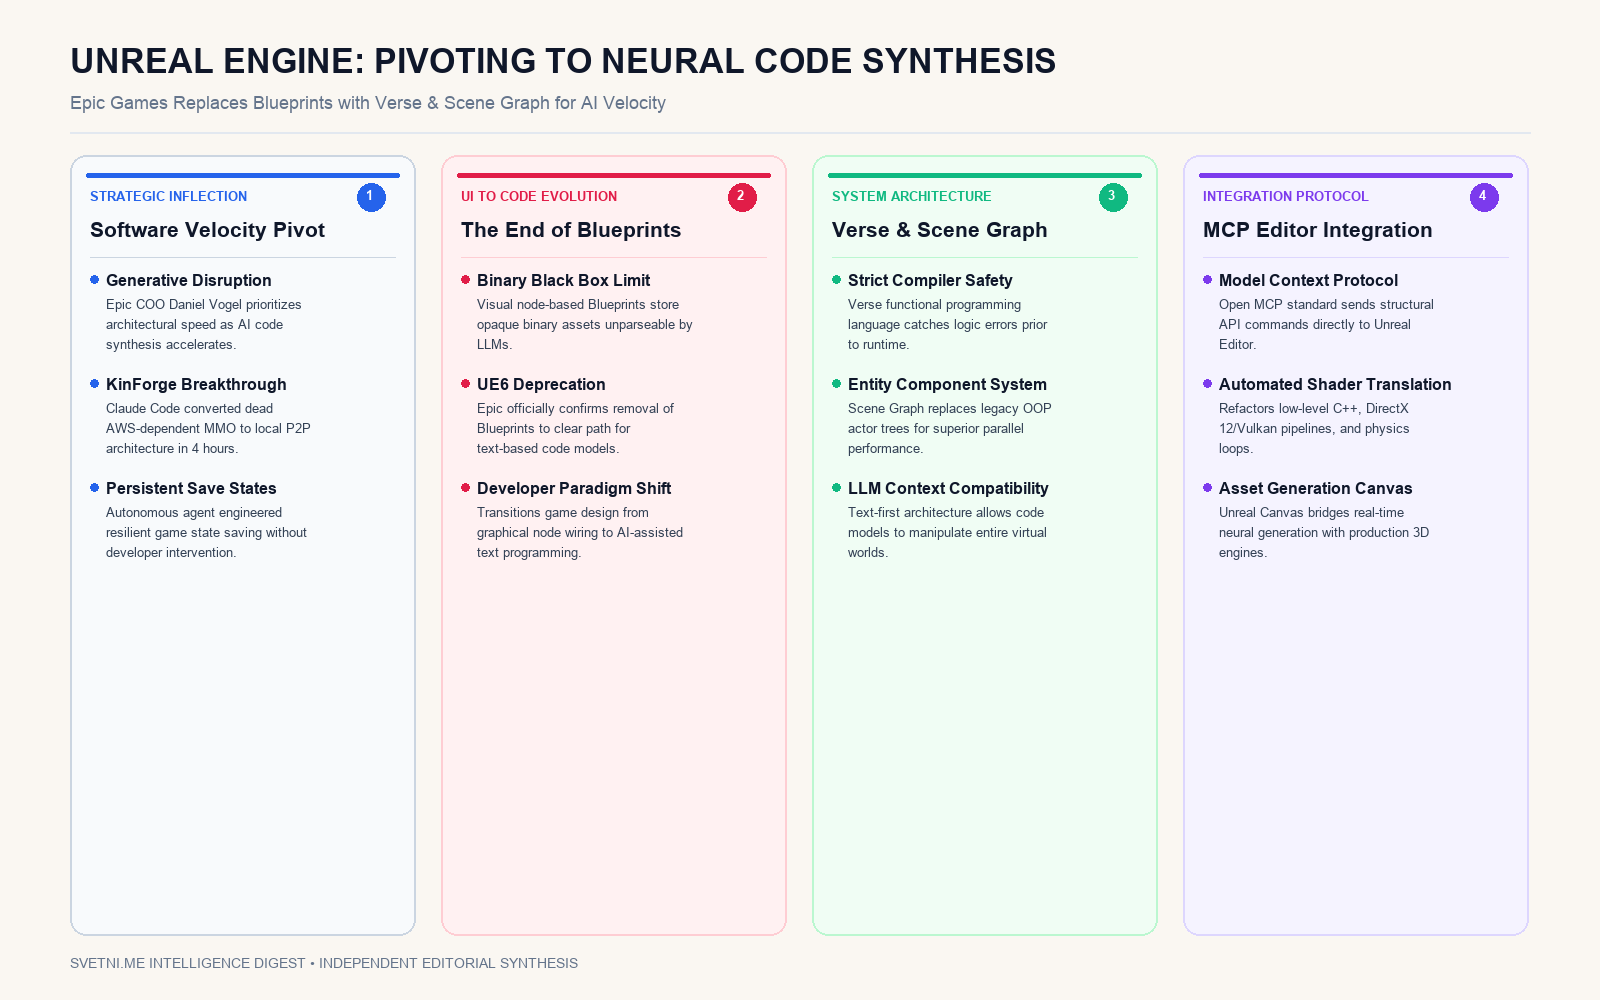 UNREAL ENGINE: PIVOTING TO NEURAL CODE SYNTHESIS
Epic Games Replaces Blueprints with Verse & Scene Graph for AI Velocity
STRATEGIC INFLECTION
1
Software Velocity Pivot
Generative Disruption
Epic COO Daniel Vogel prioritizes
architectural speed as AI code
synthesis accelerates.
KinForge Breakthrough
Claude Code converted dead
AWS-dependent MMO to local P2P
architecture in 4 hours.
Persistent Save States
Autonomous agent engineered
resilient game state saving without
developer intervention.
UI TO CODE EVOLUTION
2
The End of Blueprints
Binary Black Box Limit
Visual node-based Blueprints store
opaque binary assets unparseable by
LLMs.
UE6 Deprecation
Epic officially confirms removal of
Blueprints to clear path for
text-based code models.
Developer Paradigm Shift
Transitions game design from
graphical node wiring to AI-assisted
text programming.
SYSTEM ARCHITECTURE
3
Verse & Scene Graph
Strict Compiler Safety
Verse functional programming
language catches logic errors prior
to runtime.
Entity Component System
Scene Graph replaces legacy OOP
actor trees for superior parallel
performance.
LLM Context Compatibility
Text-first architecture allows code
models to manipulate entire virtual
worlds.
INTEGRATION PROTOCOL
4
MCP Editor Integration
Model Context Protocol
Open MCP standard sends structural
API commands directly to Unreal
Editor.
Automated Shader Translation
Refactors low-level C++, DirectX
12/Vulkan pipelines, and physics
loops.
Asset Generation Canvas
Unreal Canvas bridges real-time
neural generation with production 3D
engines.
SVETNI.ME INTELLIGENCE DIGEST • INDEPENDENT EDITORIAL SYNTHESIS